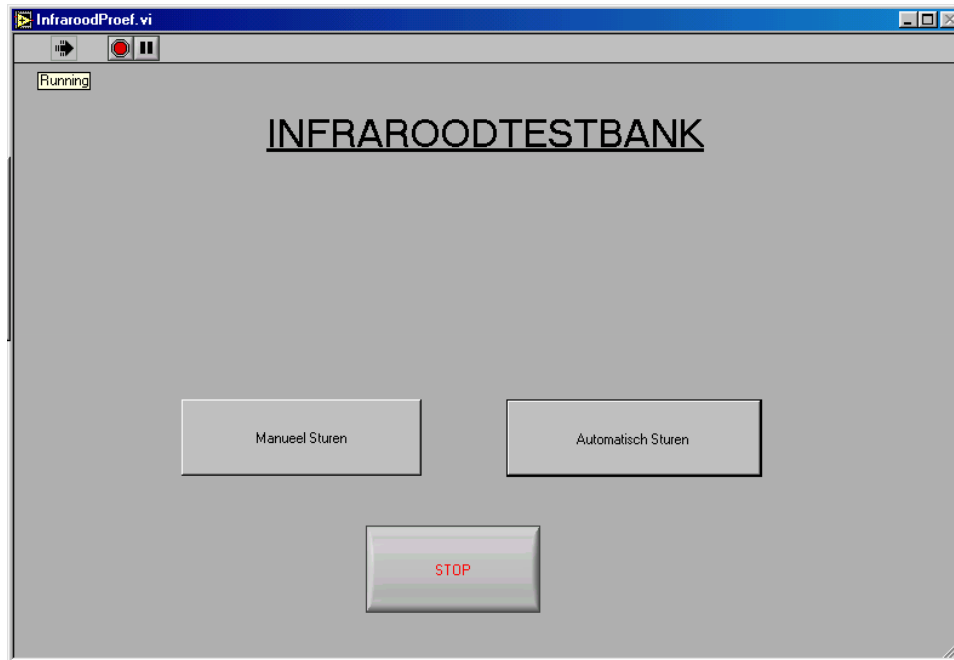 InfraroodProef.vi
Running
INFRAROODTESTBANK
Manueel Sturen
Automatisch Sturen
STOP